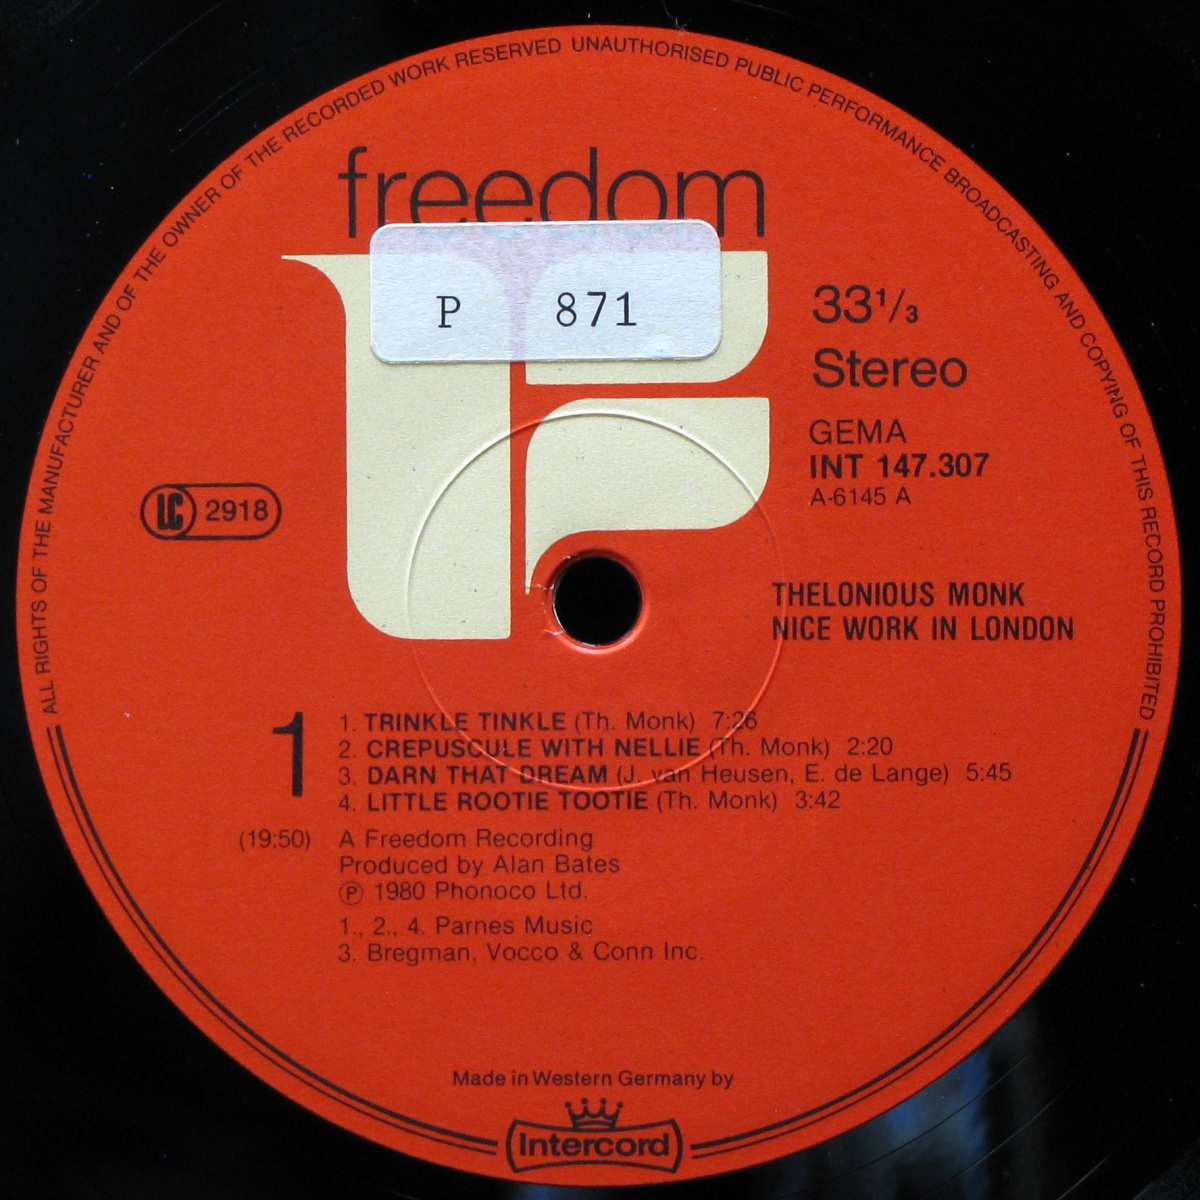 ALL RIGHTS OF THE MANUFACTURER AND OF THE OWNER OF THE RECORDED WORK RESERVED UNAUTHORISED PUBLIC PERFORMANCE BROADCASTING AND COPYING OF THIS RECORD PROHIBITED
freedom
P 871
33 1/3
Stereo
GEMA
INT 147.307
A-6145 A
LC 2918
THELONIOUS MONK
NICE WORK IN LONDON
1
1. TRINKLE TINKLE (Th. Monk) 7:26
2. CREPUSCULE WITH NELLIE (Th. Monk) 2:20
3. DARN THAT DREAM (J. van Heusen, E. de Lange) 5:45
4. LITTLE ROOTIE TOOTIE (Th. Monk) 3:42
(19:50) A Freedom Recording
Produced by Alan Bates
Ⓟ 1980 Phonoco Ltd.
1., 2., 4. Parnes Music
3. Bregman, Vocco & Conn Inc.
Made in Western Germany by
Intercord